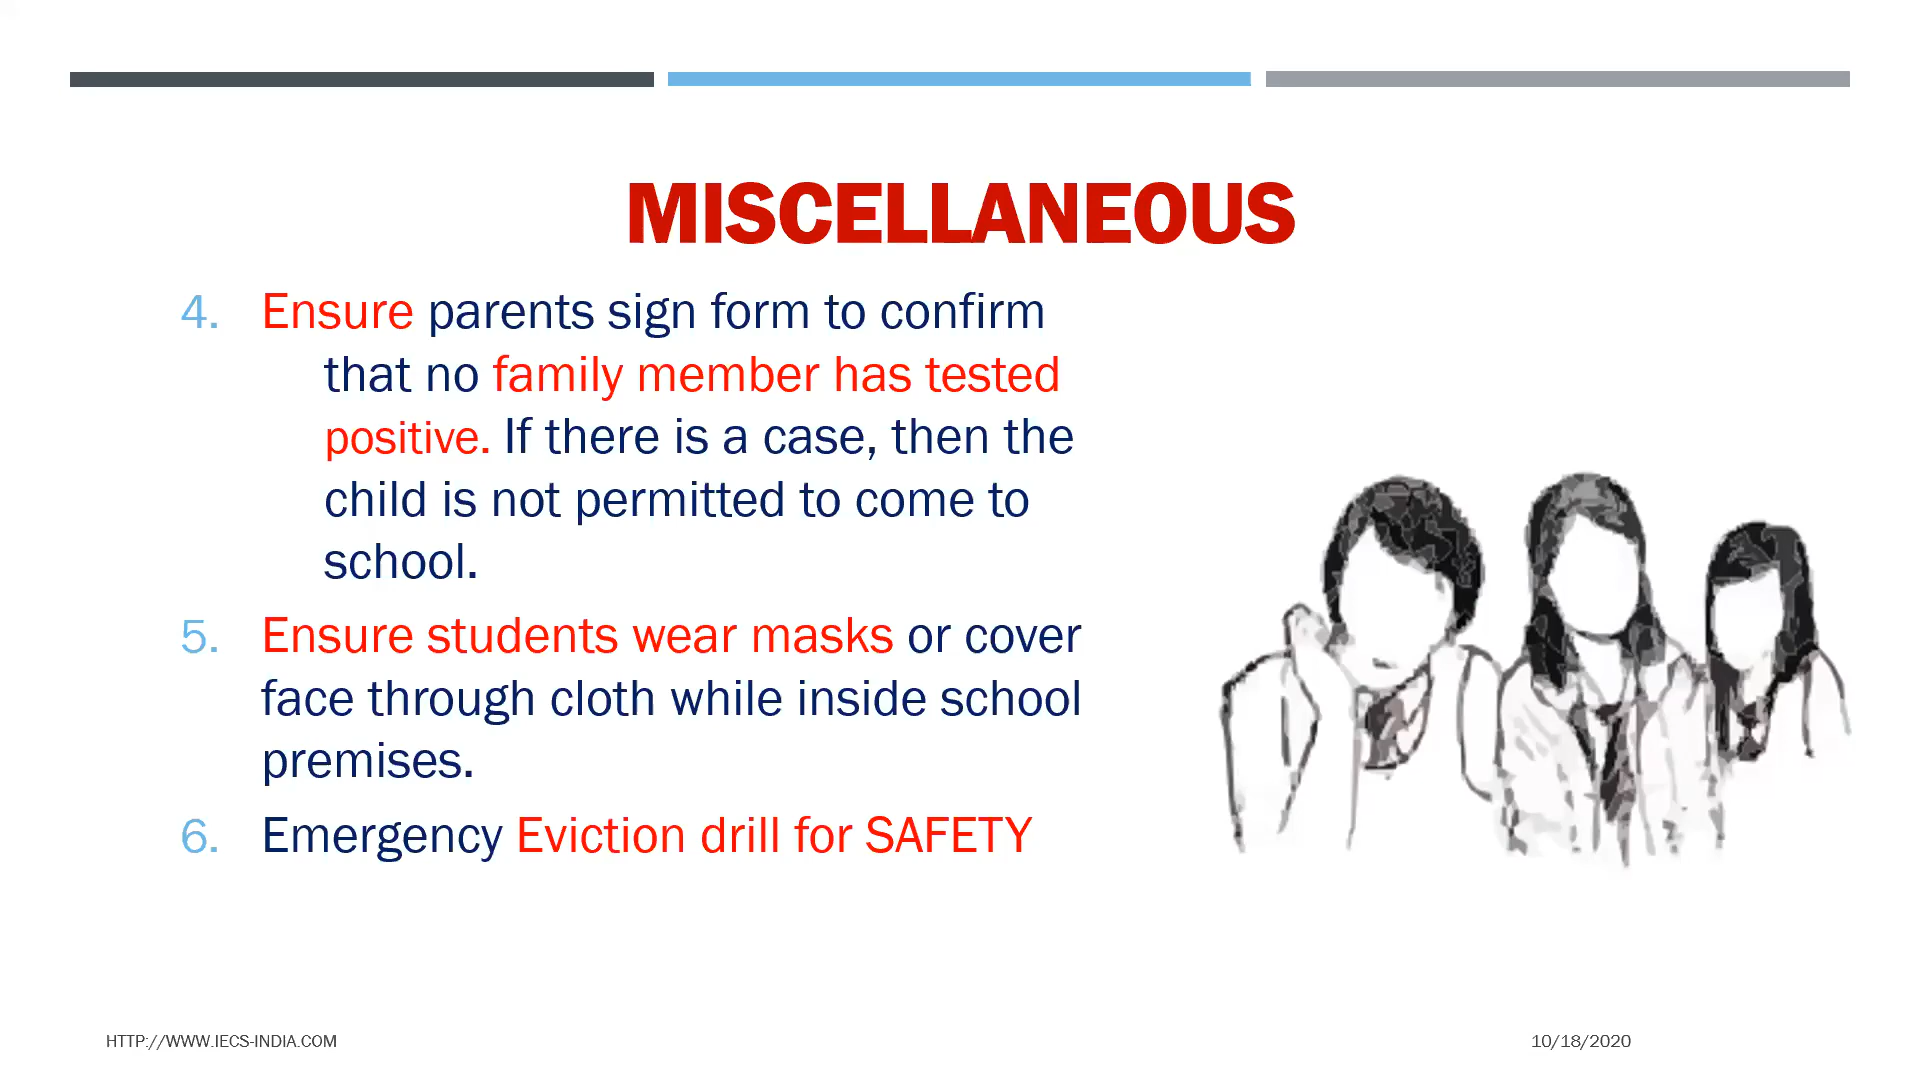 MISCELLANEOUS
4. Ensure parents sign form to confirm
that no family member has tested
positive. If there is a case, then the
child is not permitted to come to
school.
5. Ensure students wear masks or cover
face through cloth while inside school
premises.
6. Emergency Eviction drill for SAFETY
HTTP://WWW.IECS-INDIA.COM
10/18/2020